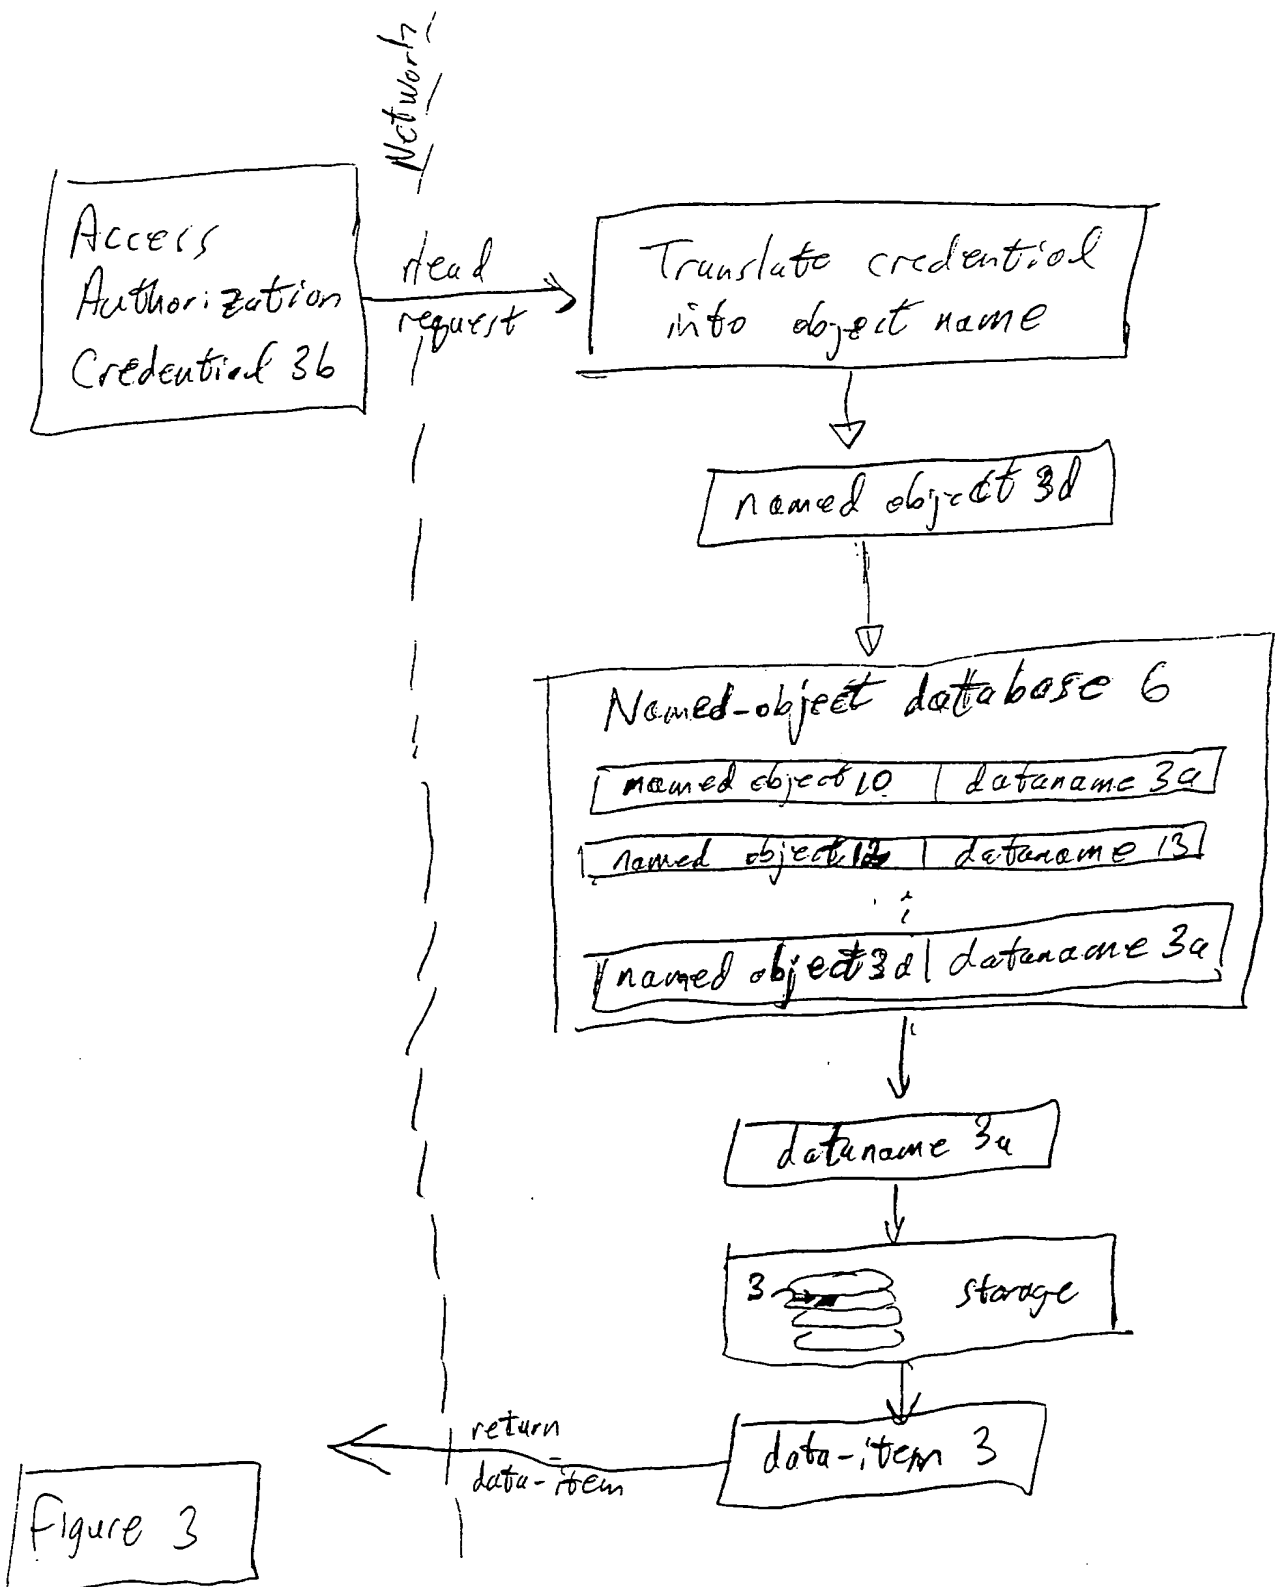 Network
Access
Authorization
Credential 3b
read
request
Translate credential
into object name
named object 3d
Named-object database 6
named object 10 | dataname 3a
named object 12 | dataname 13
named object 3d | dataname 3a
dataname 3a
3
storage
return
data-item
data-item 3
Figure 3